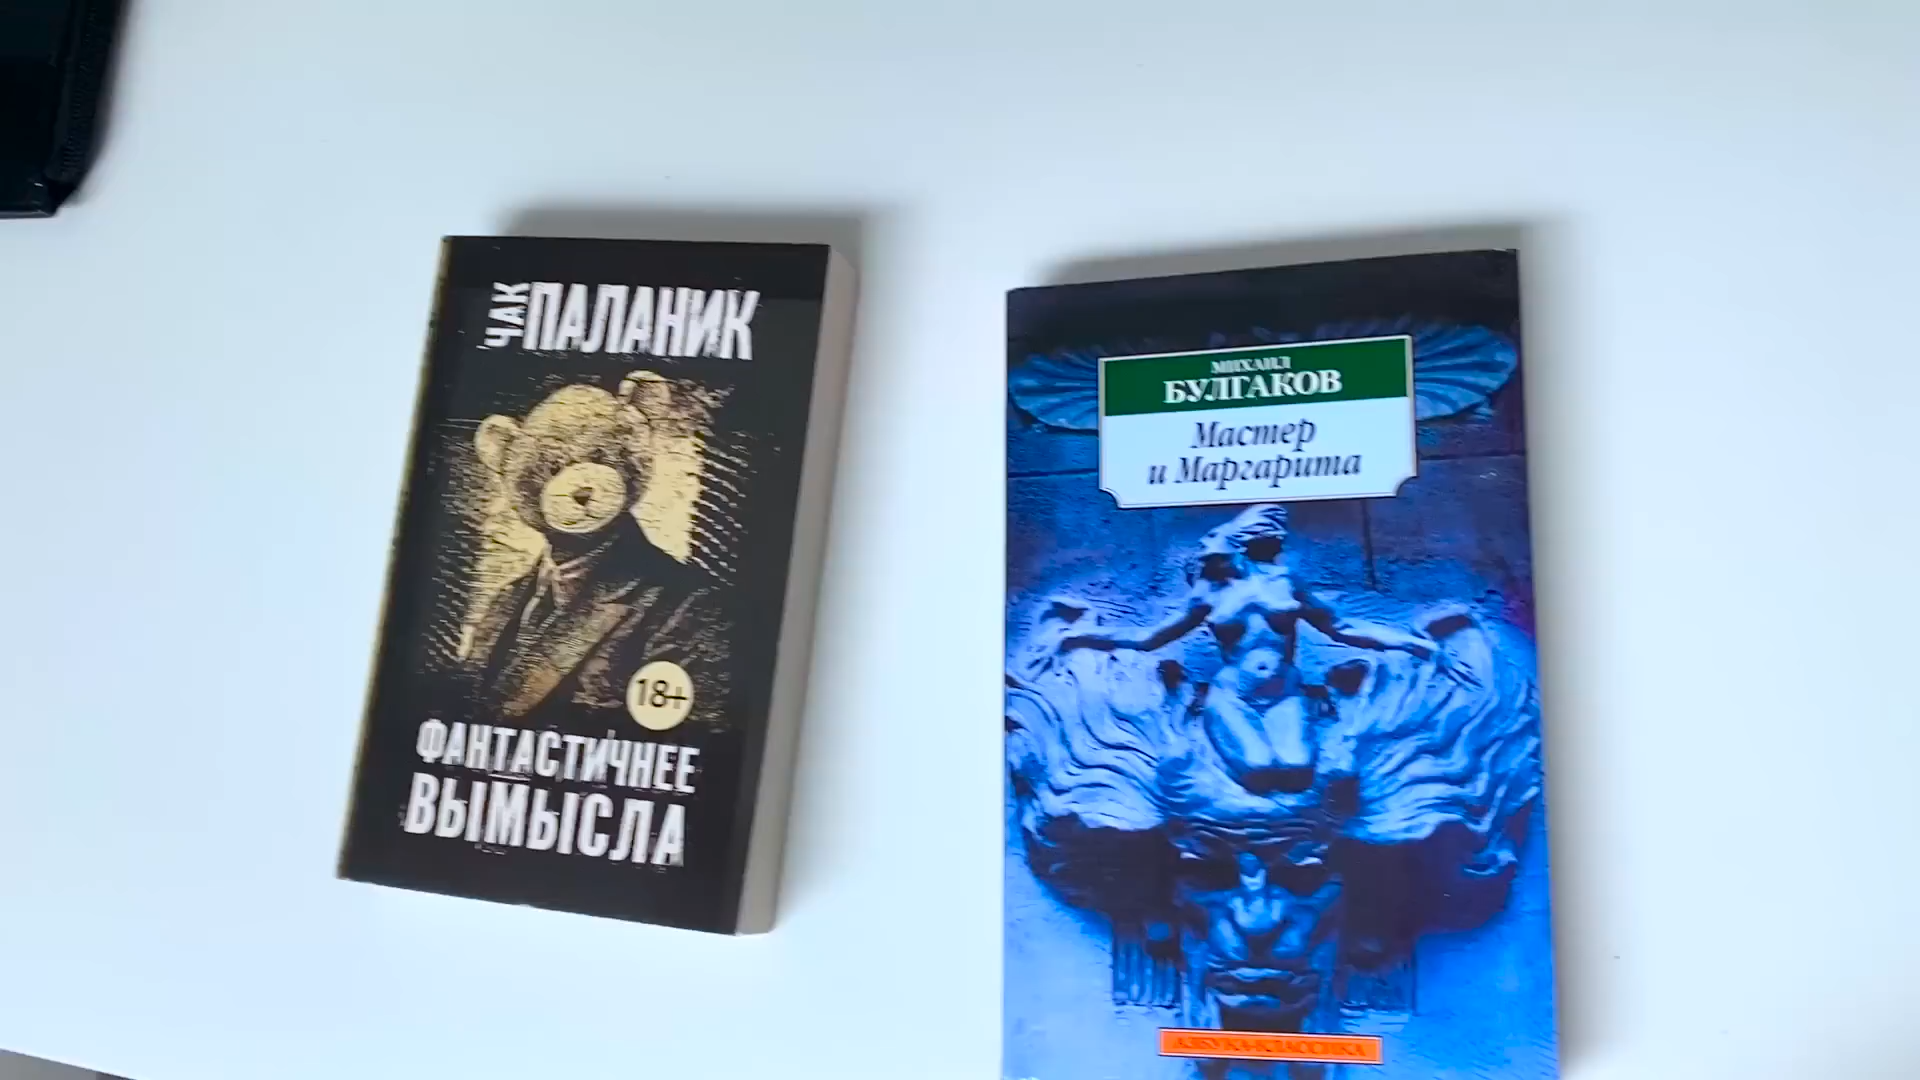 ЧАК ПАЛАНИК
18+
ФАНТАСТИЧНЕЕ
ВЫМЫСЛА
МИХАИЛ
БУЛГАКОВ
Мастер
и Маргарита
АЗБУКА-КЛАССИКА